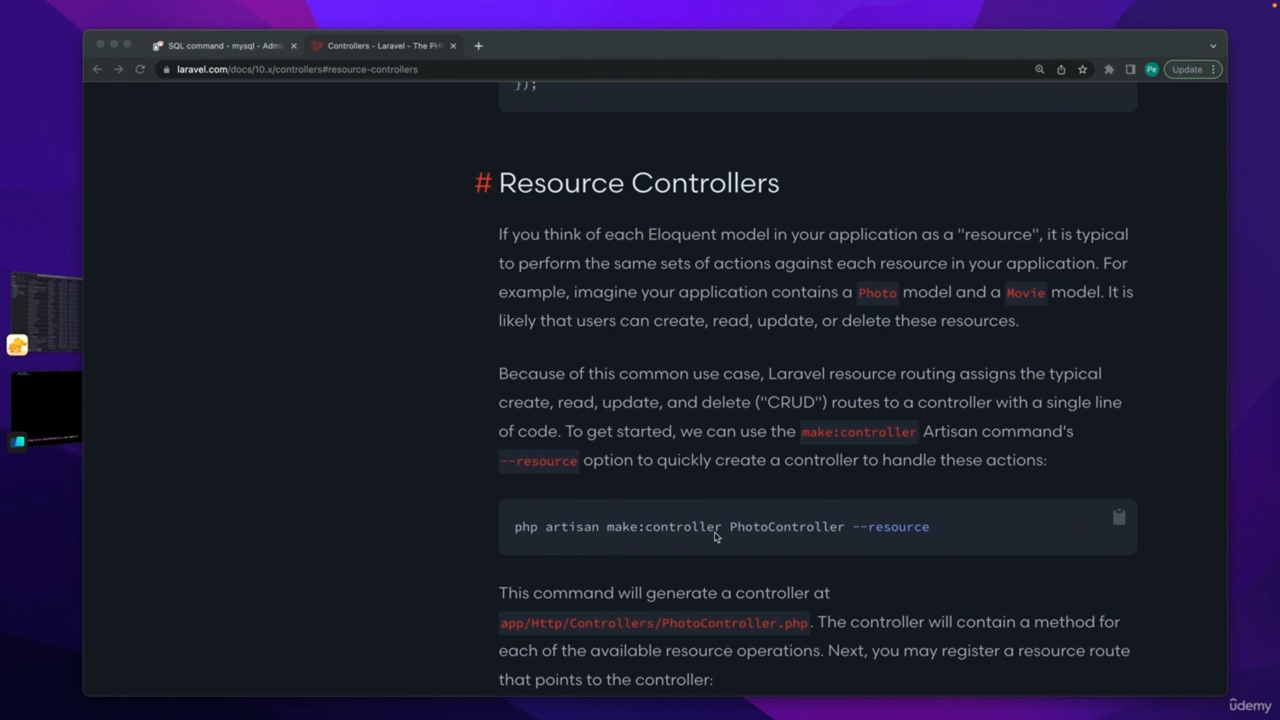 SQL command - mysql - Admi
Controllers - Laravel - The PH
laravel.com/docs/10.x/controllers#resource-controllers
Pe
Update
});
# Resource Controllers
If you think of each Eloquent model in your application as a "resource", it is typical
to perform the same sets of actions against each resource in your application. For
example, imagine your application contains a Photo model and a Movie model. It is
likely that users can create, read, update, or delete these resources.
Because of this common use case, Laravel resource routing assigns the typical
create, read, update, and delete ("CRUD") routes to a controller with a single line
of code. To get started, we can use the make:controller Artisan command's
--resource option to quickly create a controller to handle these actions:
php artisan make:controller PhotoController --resource
This command will generate a controller at
app/Http/Controllers/PhotoController.php. The controller will contain a method for
each of the available resource operations. Next, you may register a resource route
that points to the controller:
ûdemy